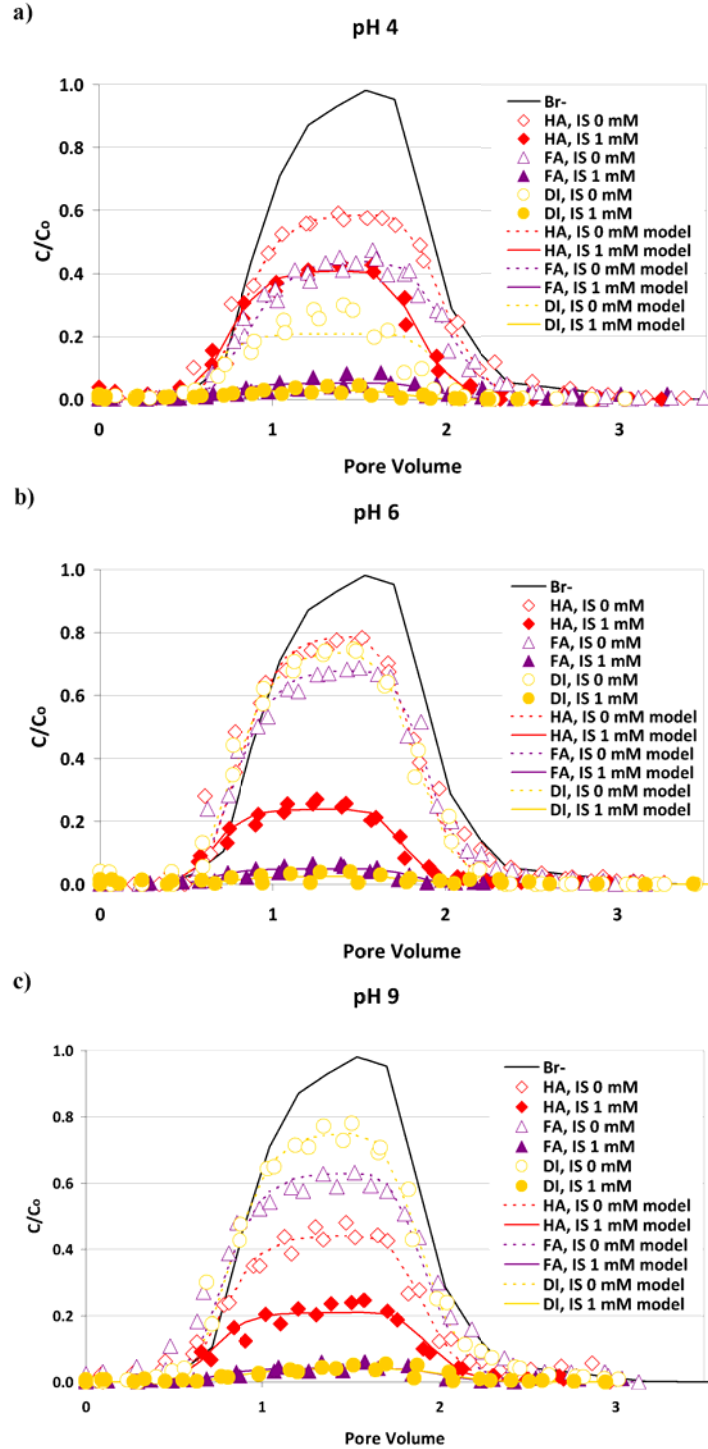 a)
pH 4
C/Co
1.0
0.8
0.6
0.4
0.2
0.0
0
1
2
3
Pore Volume
Br-
HA, IS 0 mM
HA, IS 1 mM
FA, IS 0 mM
FA, IS 1 mM
DI, IS 0 mM
DI, IS 1 mM
HA, IS 0 mM model
HA, IS 1 mM model
FA, IS 0 mM model
FA, IS 1 mM model
DI, IS 0 mM model
DI, IS 1 mM model
b)
pH 6
C/Co
1.0
0.8
0.6
0.4
0.2
0.0
0
1
2
3
Pore Volume
Br-
HA, IS 0 mM
HA, IS 1 mM
FA, IS 0 mM
FA, IS 1 mM
DI, IS 0 mM
DI, IS 1 mM
HA, IS 0 mM model
HA, IS 1 mM model
FA, IS 0 mM model
FA, IS 1 mM model
DI, IS 0 mM model
DI, IS 1 mM model
c)
pH 9
C/Co
1.0
0.8
0.6
0.4
0.2
0.0
0
1
2
3
Pore Volume
Br-
HA, IS 0 mM
HA, IS 1 mM
FA, IS 0 mM
FA, IS 1 mM
DI, IS 0 mM
DI, IS 1 mM
HA, IS 0 mM model
HA, IS 1 mM model
FA, IS 0 mM model
FA, IS 1 mM model
DI, IS 0 mM model
DI, IS 1 mM model